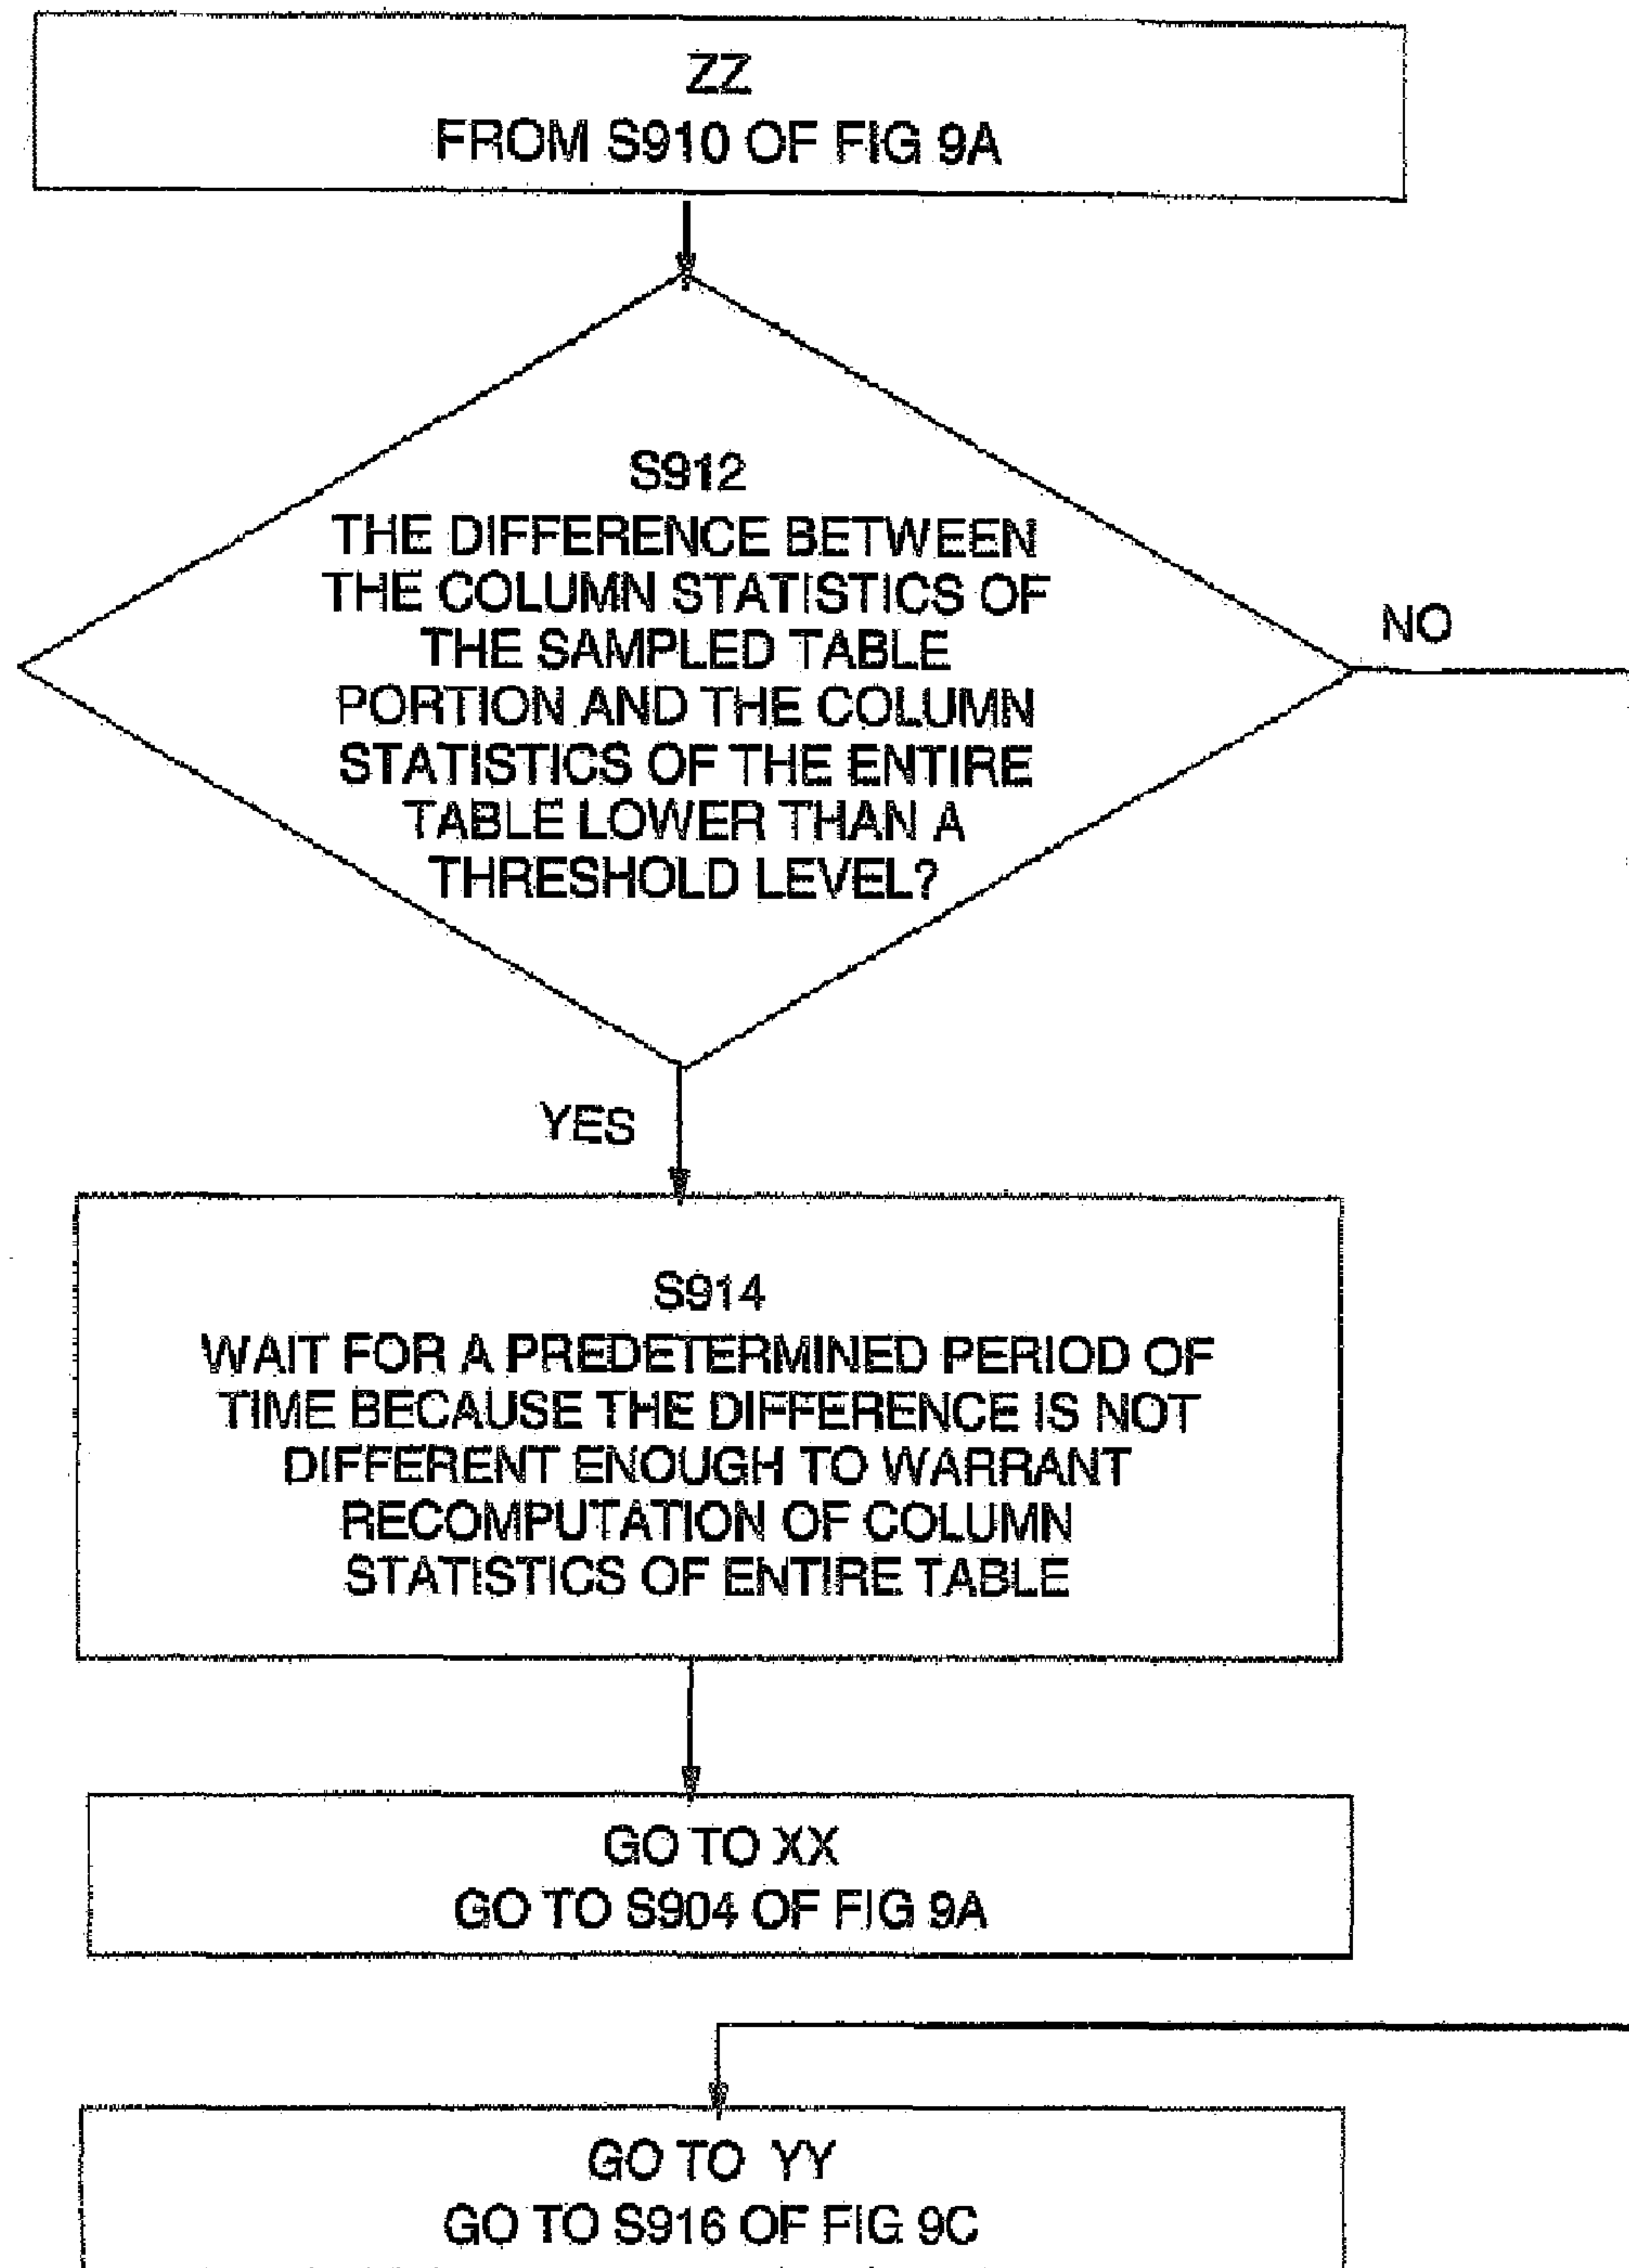 ZZ
FROM S910 OF FIG 9A
S912
THE DIFFERENCE BETWEEN
THE COLUMN STATISTICS OF
THE SAMPLED TABLE
PORTION AND THE COLUMN
STATISTICS OF THE ENTIRE
TABLE LOWER THAN A
THRESHOLD LEVEL?
NO
YES
S914
WAIT FOR A PREDETERMINED PERIOD OF
TIME BECAUSE THE DIFFERENCE IS NOT
DIFFERENT ENOUGH TO WARRANT
RECOMPUTATION OF COLUMN
STATISTICS OF ENTIRE TABLE
GO TO XX
GO TO S904 OF FIG 9A
GO TO YY
GO TO S916 OF FIG 9C